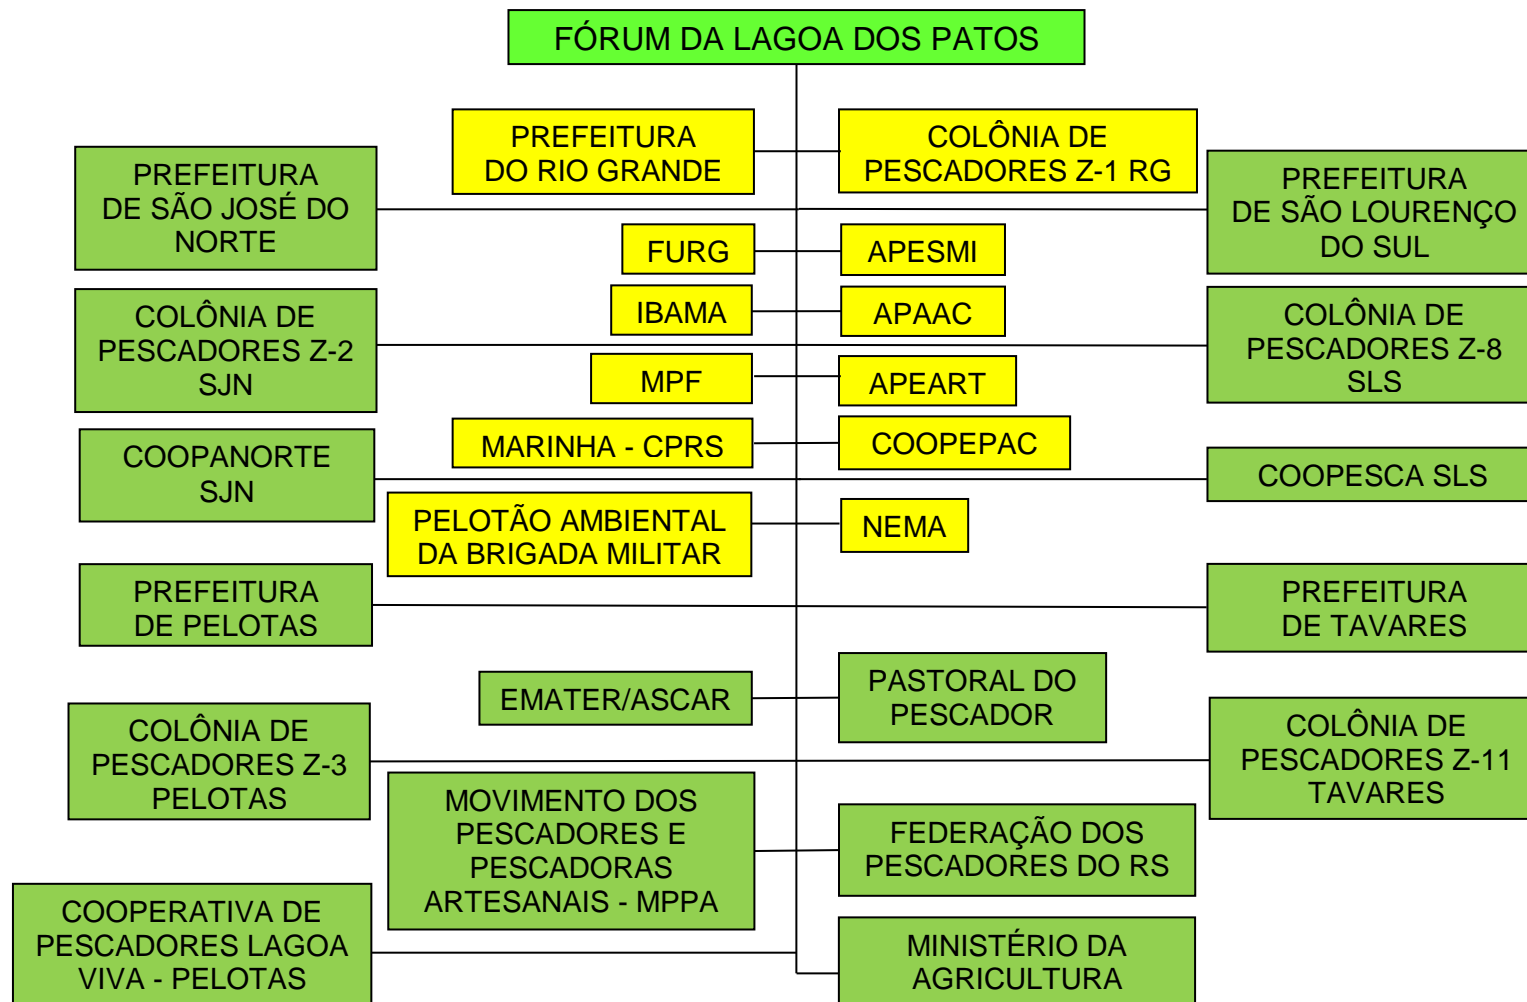 FÓRUM DA LAGOA DOS PATOS
PREFEITURA
DO RIO GRANDE
COLÔNIA DE
PESCADORES Z-1 RG
PREFEITURA
DE SÃO JOSÉ DO
NORTE
PREFEITURA
DE SÃO LOURENÇO
DO SUL
FURG
APESMI
IBAMA
APAAC
COLÔNIA DE
PESCADORES Z-2
SJN
COLÔNIA DE
PESCADORES Z-8
SLS
MPF
APEART
MARINHA - CPRS
COOPEPAC
COOPANORTE
SJN
COOPESCA SLS
PELOTÃO AMBIENTAL
DA BRIGADA MILITAR
NEMA
PREFEITURA
DE PELOTAS
PREFEITURA
DE TAVARES
EMATER/ASCAR
PASTORAL DO
PESCADOR
COLÔNIA DE
PESCADORES Z-3
PELOTAS
COLÔNIA DE
PESCADORES Z-11
TAVARES
MOVIMENTO DOS
PESCADORES E
PESCADORAS
ARTESANAIS - MPPA
FEDERAÇÃO DOS
PESCADORES DO RS
COOPERATIVA DE
PESCADORES LAGOA
VIVA - PELOTAS
MINISTÉRIO DA
AGRICULTURA